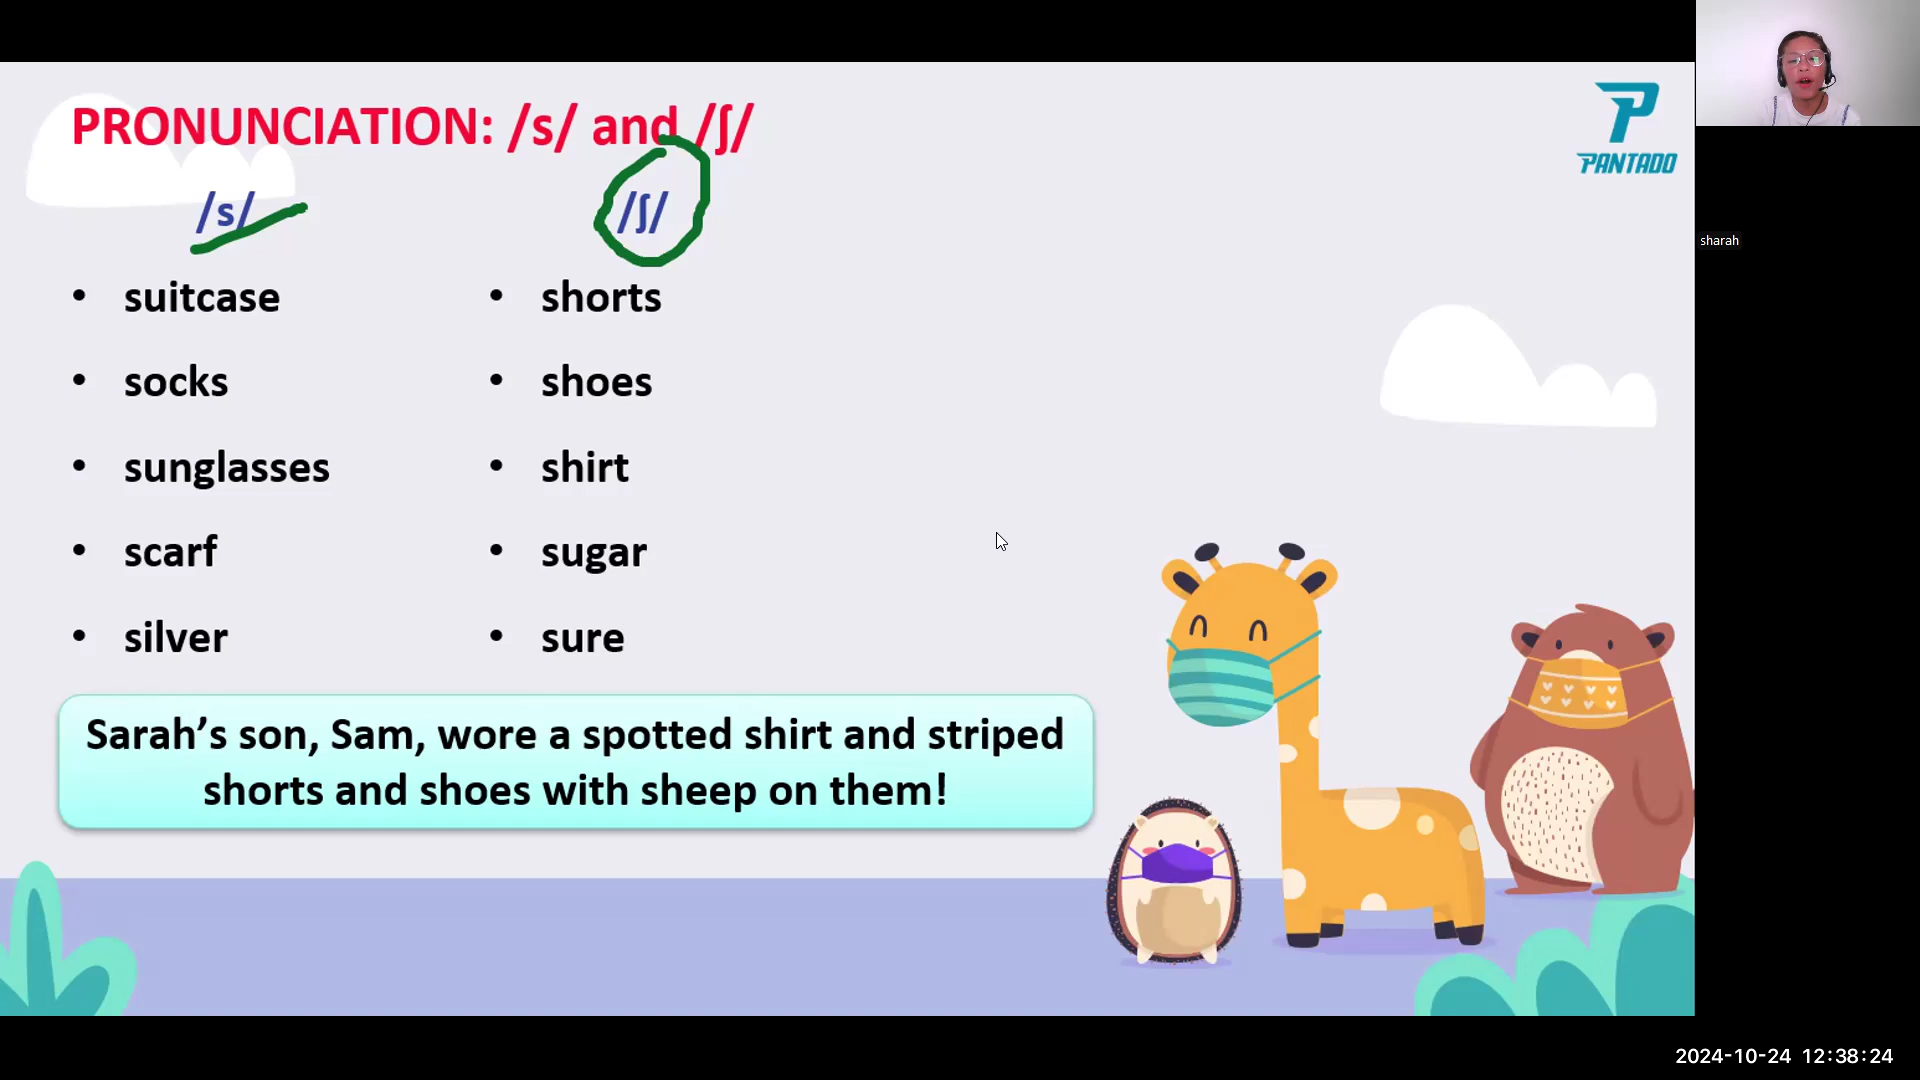 PRONUNCIATION: /s/ and /ʃ/
PANTADO
/s/
/ʃ/
• suitcase
• socks
• sunglasses
• scarf
• silver
• shorts
• shoes
• shirt
• sugar
• sure
Sarah’s son, Sam, wore a spotted shirt and striped
shorts and shoes with sheep on them!
sharah
2024-10-24 12:38:24